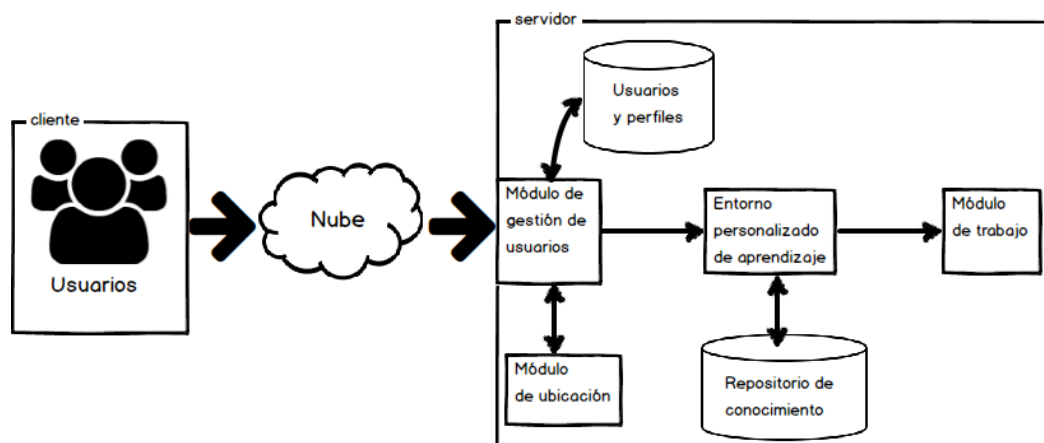 servidor
Usuarios
y perfiles
cliente
Usuarios
Nube
Módulo de
gestión de
usuarios
Entorno
personalizado
de aprendizaje
Módulo
de trabajo
Módulo
de ubicación
Repositorio de
conocimiento